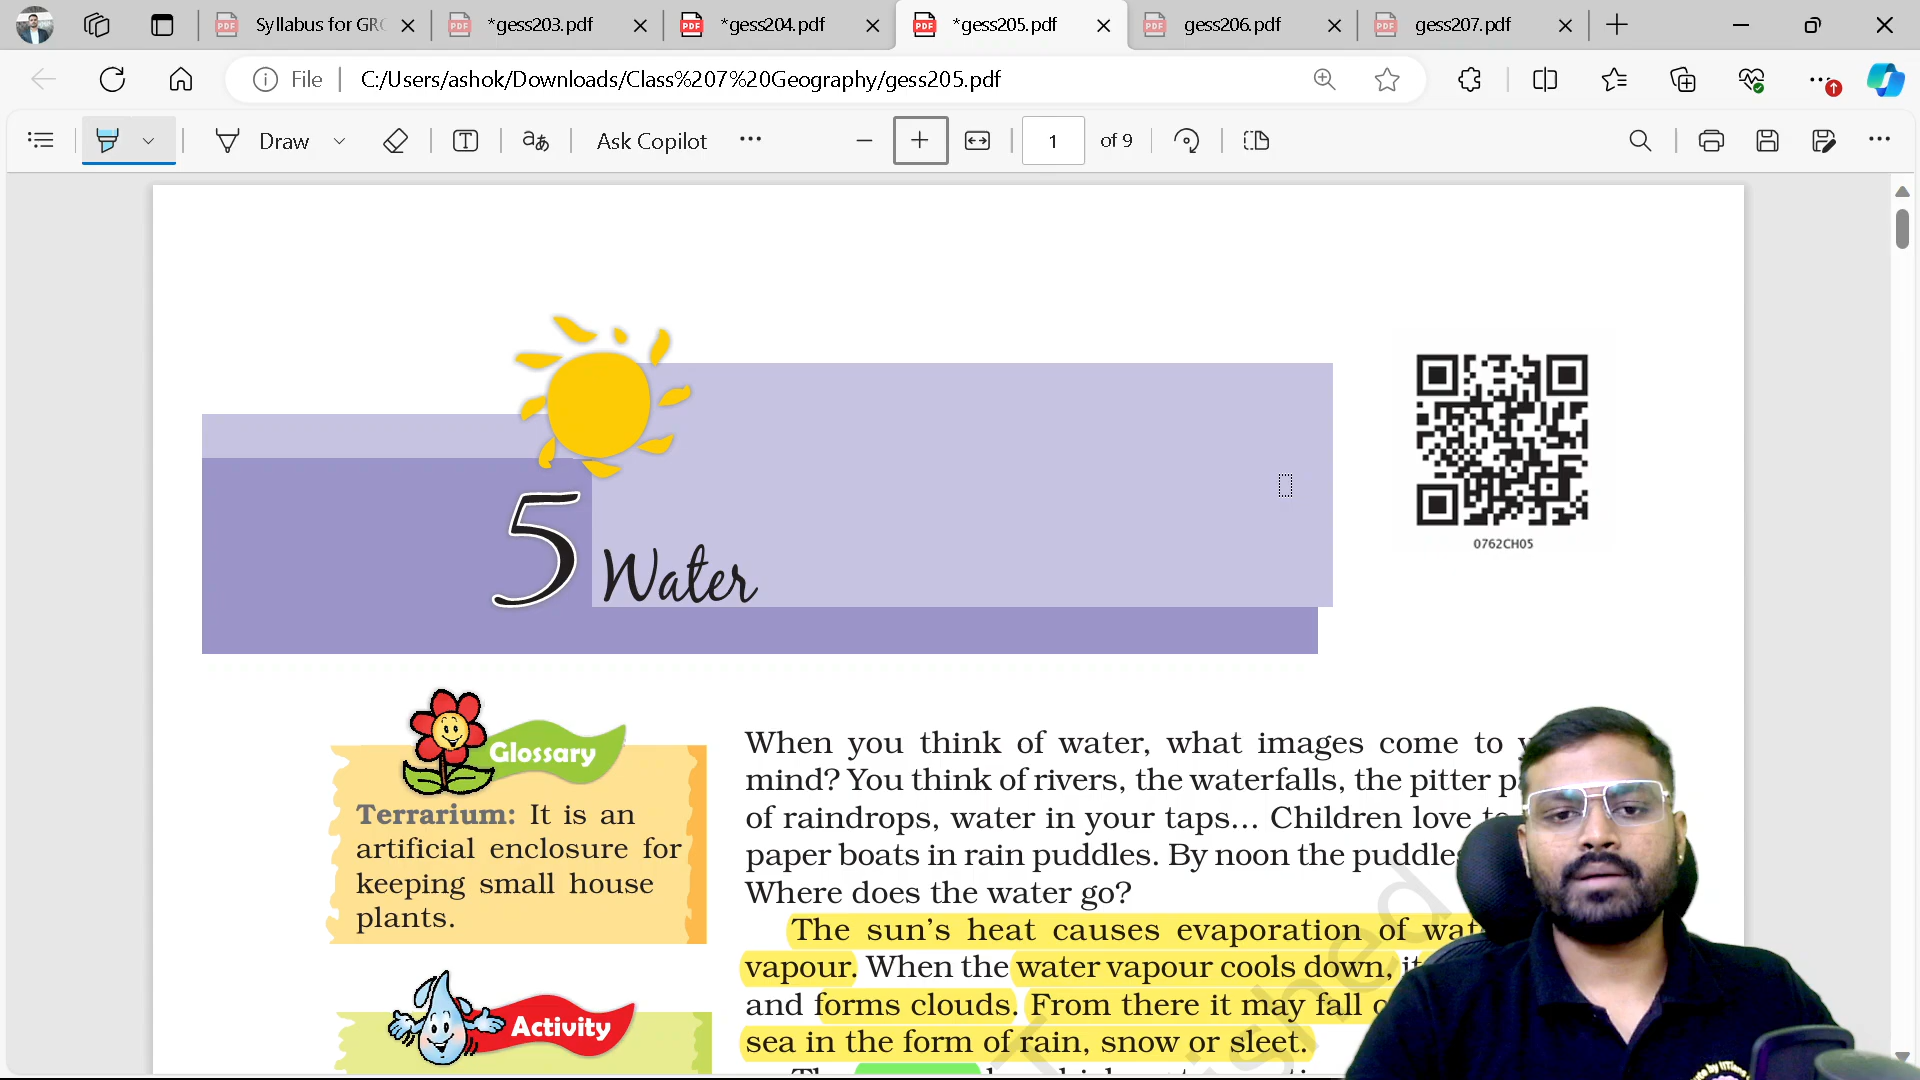 Syllabus for GRO
*gess203.pdf
*gess204.pdf
*gess205.pdf
gess206.pdf
gess207.pdf
File
C:/Users/ashok/Downloads/Class%207%20Geography/gess205.pdf
Draw
Ask Copilot
1 of 9
0762CH05
5 Water
Glossary
Terrarium: It is an
artificial enclosure for
keeping small house
plants.
Activity
When you think of water, what images come to
mind? You think of rivers, the waterfalls, the pitter
of raindrops, water in your taps... Children love to
paper boats in rain puddles. By noon the puddles
Where does the water go?
The sun's heat causes evaporation of
vapour. When the water vapour cools down,
and forms clouds. From there it may fall
sea in the form of rain, snow or sleet.